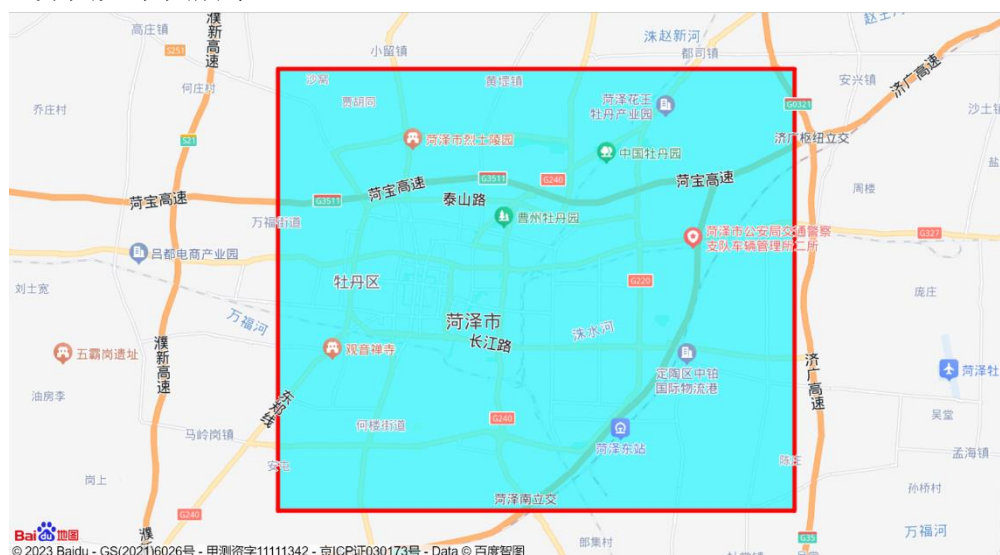 高庄镇
濮新高速
小留镇
洙赵新河
赵王河
S251
都司镇
沙窝
黄堽镇
安兴镇
济广高速
何庄村
贾胡同
菏泽花王
牡丹产业园
G0321
乔庄村
沙土镇
S21
菏泽市烈士陵园
中国牡丹园
济广枢纽立交
菏宝高速
G3511
G3511
菏宝高速
G3511
G240
菏宝高速
周楼
泰山路
万福街道
曹州牡丹园
菏泽市公安局交通警察
支队车辆管理所二所
G327
吕都电商产业园
牡丹区
G220
刘士宽
庞庄
万福河
菏泽市
洙水河
长江路
五霸岗遗址
濮新高速
观音禅寺
定陶区中铂
国际物流港
济广高速
菏泽牡
油房李
东郑线
G240
何楼街道
吴堂
马岭岗镇
菏泽东站
孟海镇
陈庄
岗上
孙桥村
菏泽南立交
G240
Bai 地图
濮
郎集村
G35
万福河
© 2023 Baidu - GS(2021)6026号 - 甲测资字11111342 - 京ICP证030173号 - Data © 百度智图